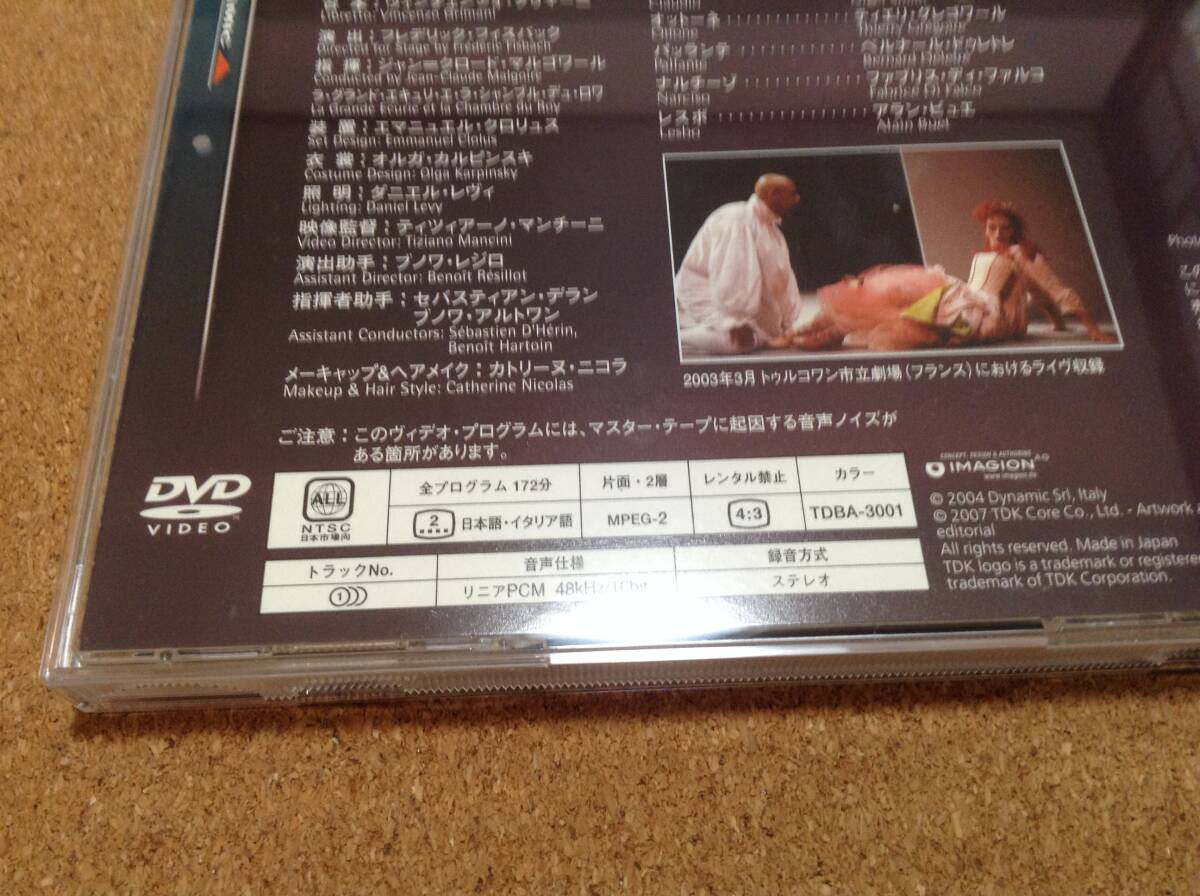 Libretto: Vincenzo Grimani
演 出：フレデリック・フィスバック
Director for Stage by Frédéric Fisbach
指 揮：ジャン＝クロード・マルゴワール
Conducted by Jean-Claude Malgoire
ラ・グランド・エキュリ・エ・ラ・シャンブル・デュ・ロワ
La Grande Ecurie et la Chambre du Roy
装 置：エマニュエル・クロリュス
Set Design: Emmanuel Clolus
衣 裳：オルガ・カルピンスキ
Costume Design: Olga Karpinsky
照 明：ダニエル・レヴィ
Lighting: Daniel Levy
映像監督：ティツィアーノ・マンチーニ
Video Director: Tiziano Mancini
演出助手：ブノワ・レジロ
Assistant Director: Benoît Résillot
指揮者助手：セバスティアン・デラン
ブノワ・アルトワン
Assistant Conductors: Sébastien D'Hérin,
Benoît Hartoin
メーキャップ&ヘアメイク：カトリーヌ・ニコラ
Makeup & Hair Style: Catherine Nicolas
オットーネ ティエリ・グレゴワール
Ottone Thierry Grégoire
パッランテ ベルナール・ドゥレトレ
Pallante Bernard Deletré
ナルチーゾ ファブリス・ディ・ファルコ
Narciso Fabrice Di Falco
レスボ アラン・ビュエ
Lesbo Alain Buet
2003年3月 トゥルコワン市立劇場（フランス）におけるライヴ収録
ご注意：このヴィデオ・プログラムには、マスター・テープに起因する音声ノイズが
ある箇所があります。
DVD
VIDEO
ALL
NTSC
日本市場向
全プログラム 172分
2 日本語・イタリア語
片面・2層
MPEG-2
レンタル禁止
4:3
カラー
TDBA-3001
トラックNo.
音声仕様
録音方式
1
リニアPCM 48kHz/16bit
ステレオ
CONCEPT, DESIGN & AUTHORING
IMAGION AG
www.imagion.de
© 2004 Dynamic Srl, Italy
© 2007 TDK Core Co., Ltd. - Artwork
editorial
All rights reserved. Made in Japan
TDK logo is a trademark or registered
trademark of TDK Corporation.